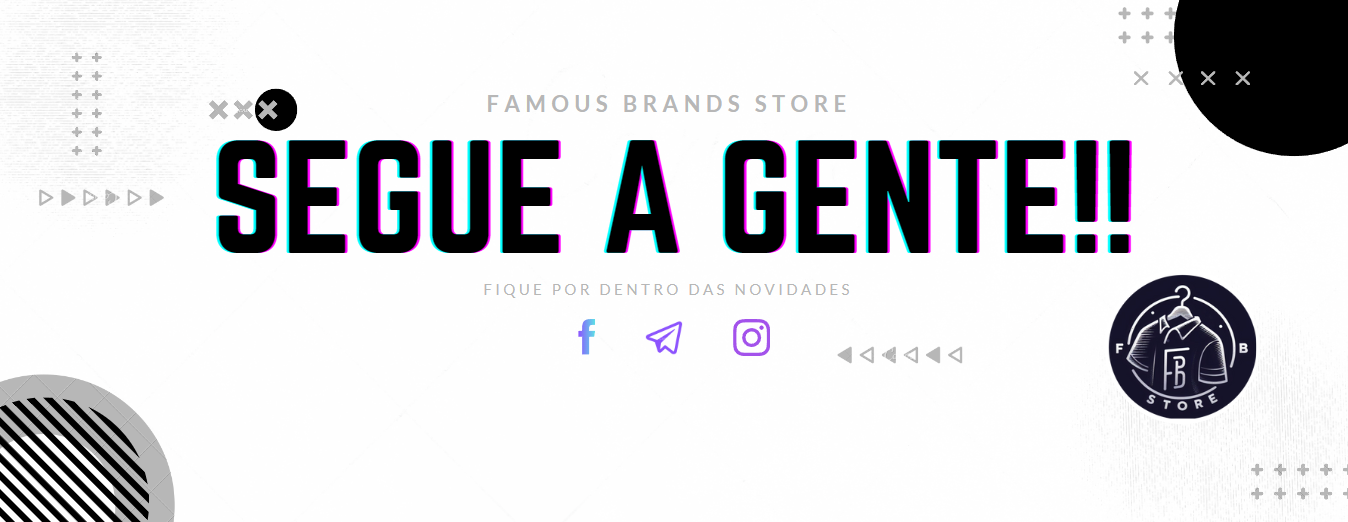 FAMOUS BRANDS STORE
SEGUE A GENTE!!
FIQUE POR DENTRO DAS NOVIDADES
F B
FB
STORE